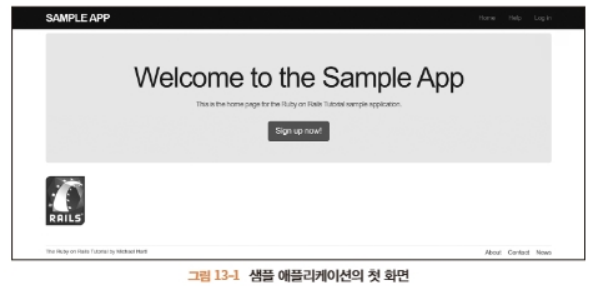 SAMPLE APP
Home Help Log in
Welcome to the Sample App
This is the home page for the Ruby on Rails Tutorial sample application.
Sign up now!
RAILS
The Ruby on Rails Tutorial by Michael Hartl
About Contact News
그림 13-1 샘플 애플리케이션의 첫 화면